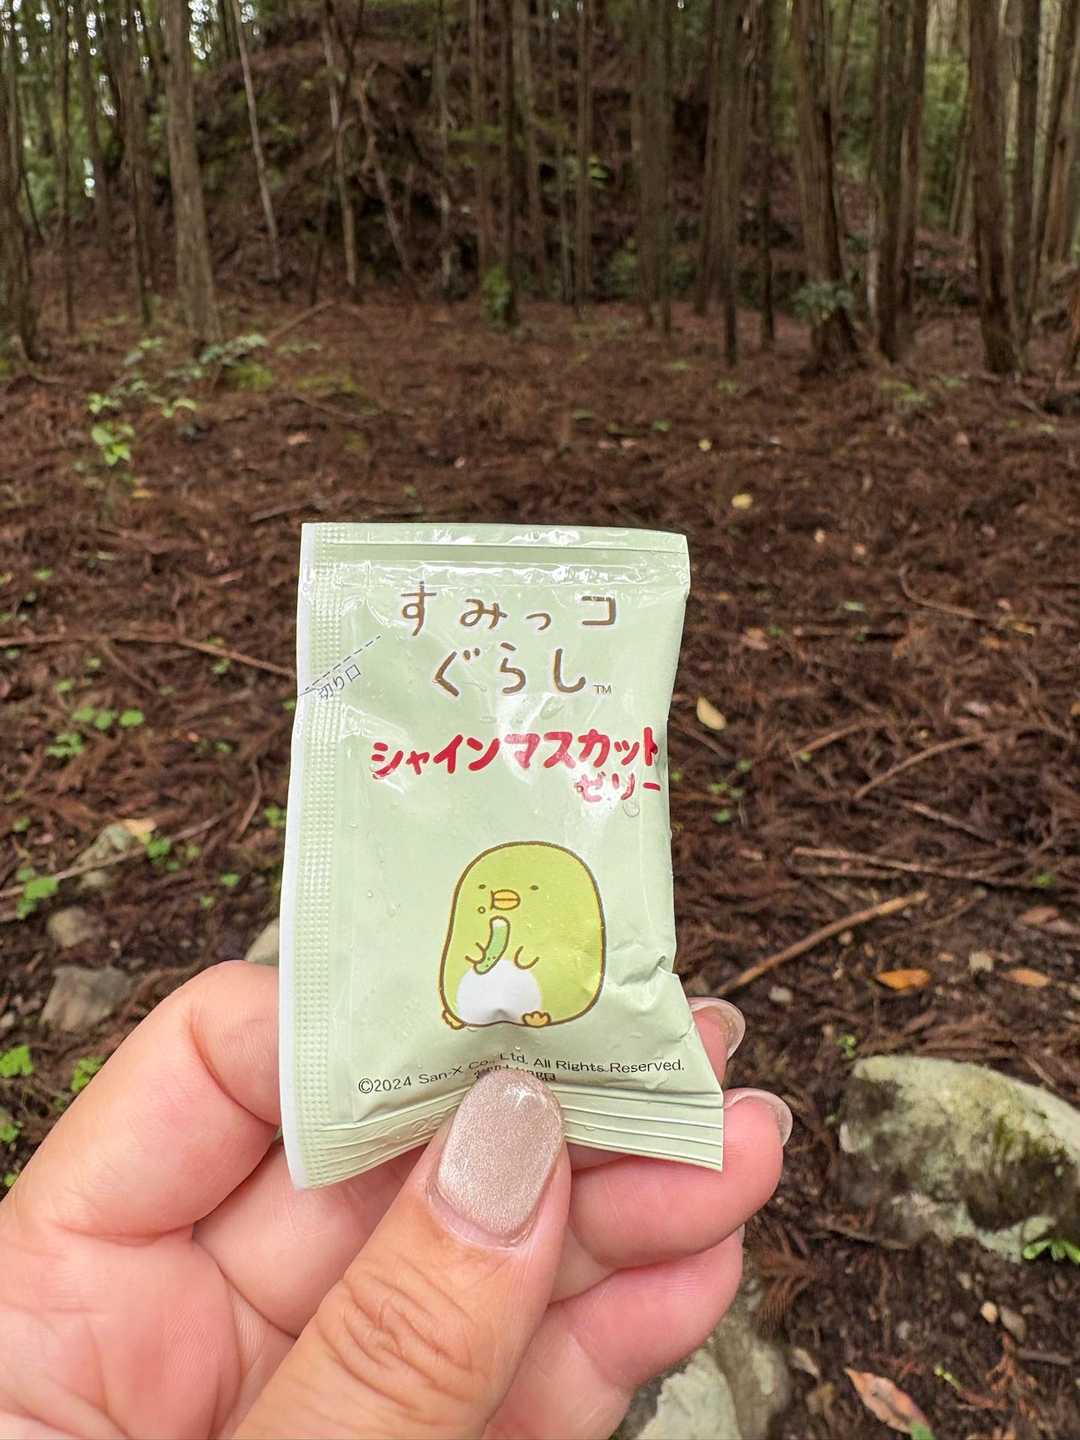 すみっコ
ぐらし™
切り口
シャインマスカット
ゼリー
©2024 San-X Co., Ltd. All Rights Reserved.